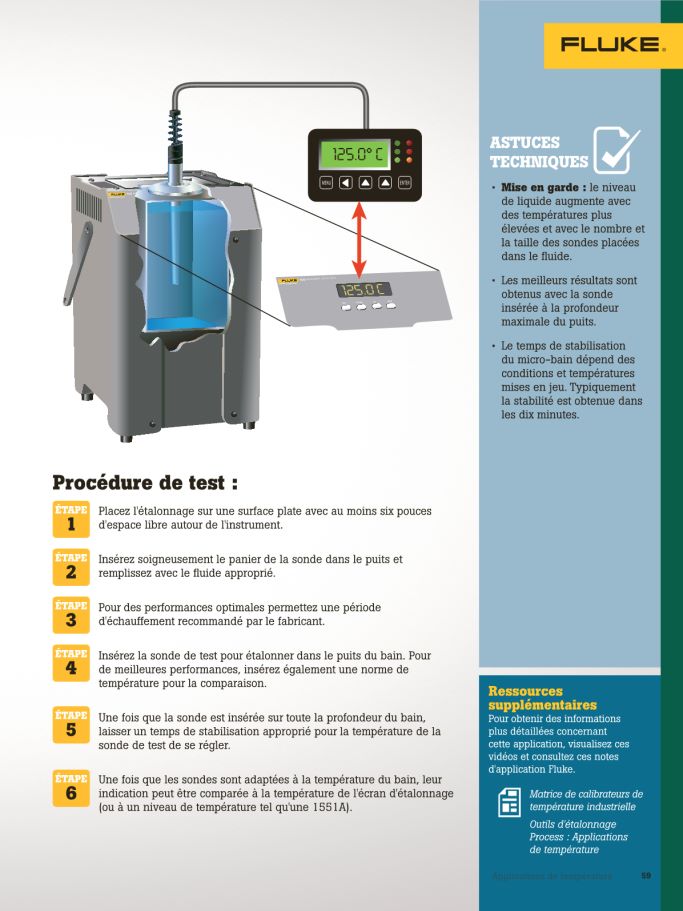 FLUKE®
125.0°C
MENU
ENTER
FLUKE
FLUKE
125.0C
ASTUCES
TECHNIQUES
• Mise en garde : le niveau
de liquide augmente avec
des températures plus
élevées et avec le nombre et
la taille des sondes placées
dans le fluide.
• Les meilleurs résultats sont
obtenus avec la sonde
insérée à la profondeur
maximale du puits.
• Le temps de stabilisation
du micro-bain dépend des
conditions et températures
mises en jeu. Typiquement
la stabilité est obtenue dans
les dix minutes.
Procédure de test :
ÉTAPE
1
Placez l'étalonnage sur une surface plate avec au moins six pouces
d'espace libre autour de l'instrument.
ÉTAPE
2
Insérez soigneusement le panier de la sonde dans le puits et
remplissez avec le fluide approprié.
ÉTAPE
3
Pour des performances optimales permettez une période
d'échauffement recommandé par le fabricant.
ÉTAPE
4
Insérez la sonde de test pour étalonner dans le puits du bain. Pour
de meilleures performances, insérez également une norme de
température pour la comparaison.
ÉTAPE
5
Une fois que la sonde est insérée sur toute la profondeur du bain,
laisser un temps de stabilisation approprié pour la température de la
sonde de test de se régler.
ÉTAPE
6
Une fois que les sondes sont adaptées à la température du bain, leur
indication peut être comparée à la température de l'écran d'étalonnage
(ou à un niveau de température tel qu'une 1551A).
Ressources
supplémentaires
Pour obtenir des informations
plus détaillées concernant
cette application, visualisez ces
vidéos et consultez ces notes
d'application Fluke.
Matrice de calibrateurs de
température industrielle
Outils d'étalonnage
Process : Applications
de température
Applications de température 59